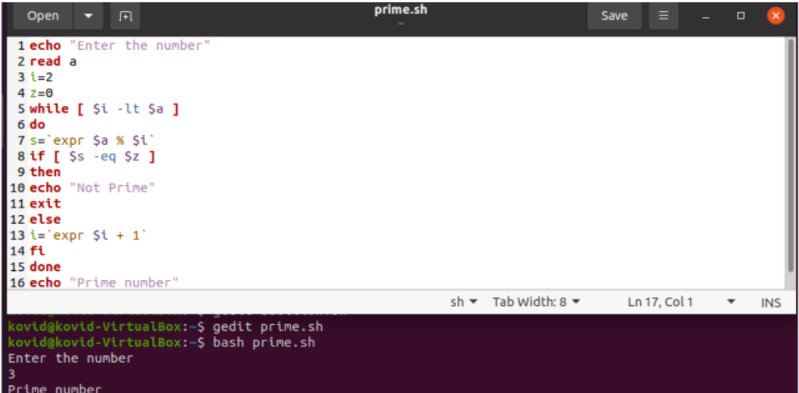 Open
prime.sh
~
Save
1 echo "Enter the number"
2 read a
3 i=2
4 z=0
5 while [ $i -lt $a ]
6 do
7 s=`expr $a % $i`
8 if [ $s -eq $z ]
9 then
10 echo "Not Prime"
11 exit
12 else
13 i=`expr $i + 1`
14 fi
15 done
16 echo "Prime number"
sh Tab Width: 8 Ln 17, Col 1 INS
kovid@kovid-VirtualBox:~$ gedit prime.sh
kovid@kovid-VirtualBox:~$ bash prime.sh
Enter the number
3
Prime number